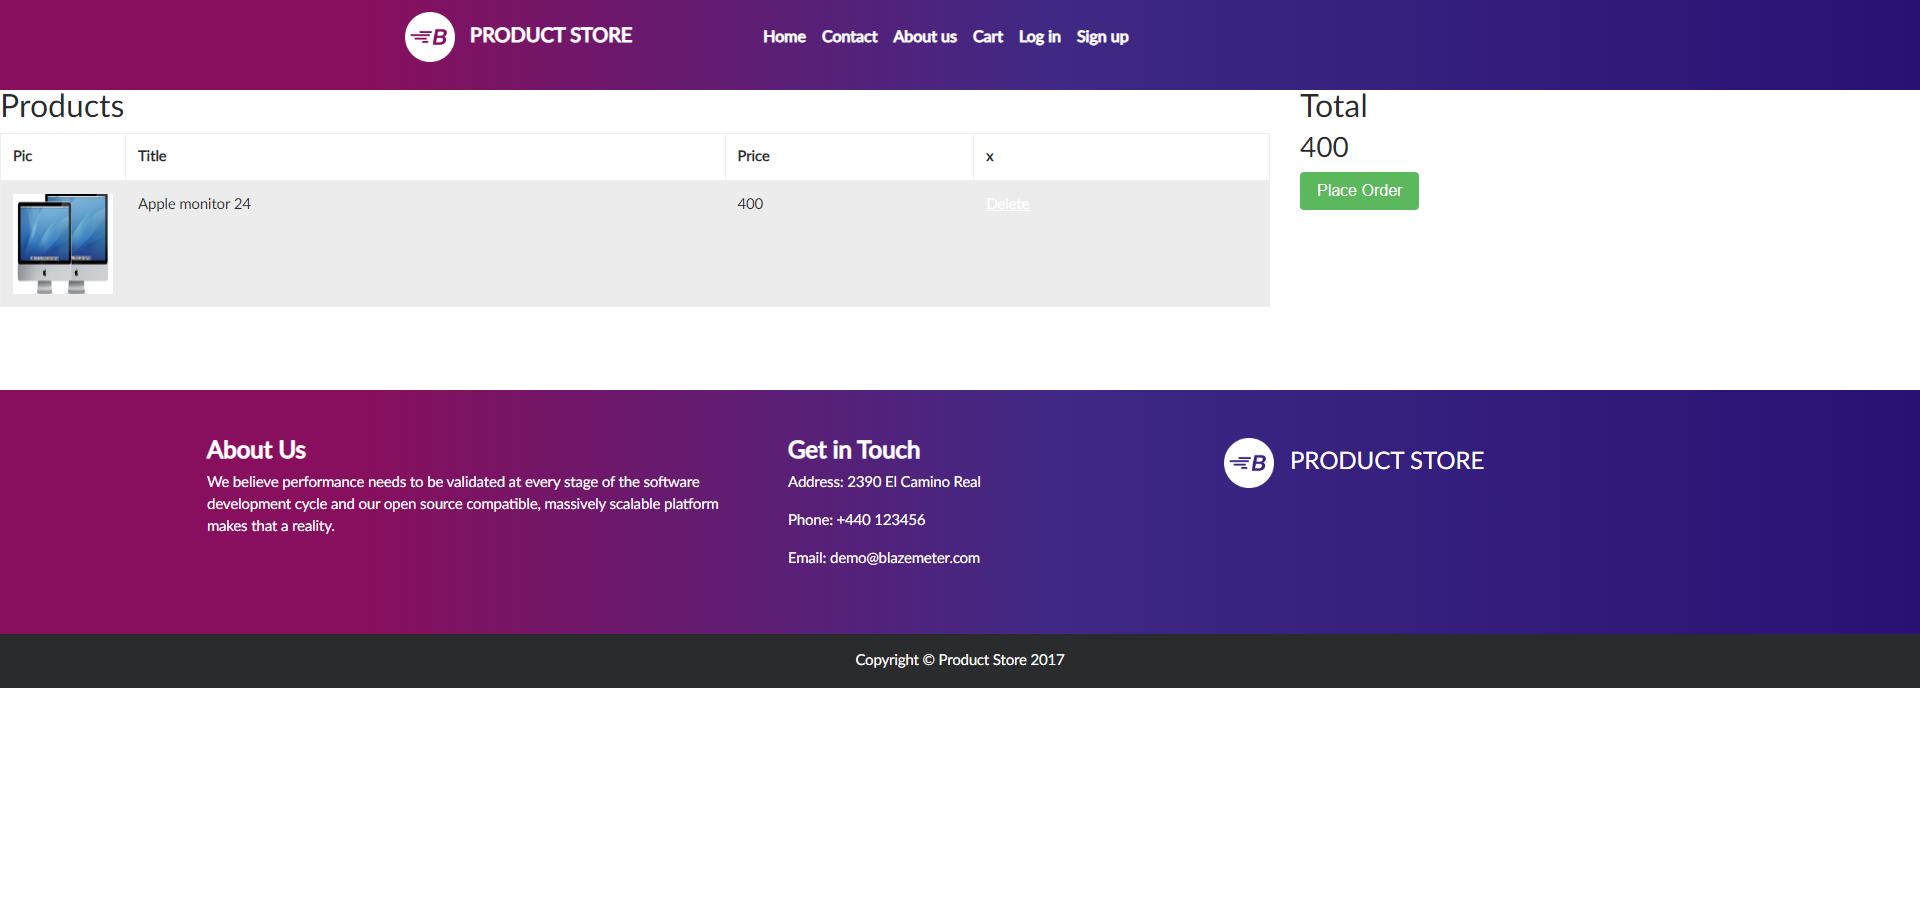 B PRODUCT STORE Home Contact About us Cart Log in Sign up
Products
Total
400
Place Order
Pic Title Price x
Apple monitor 24 400 Delete
About Us
We believe performance needs to be validated at every stage of the software
development cycle and our open source compatible, massively scalable platform
makes that a reality.
Get in Touch
Address: 2390 El Camino Real
Phone: +440 123456
Email: demo@blazemeter.com
B PRODUCT STORE
Copyright © Product Store 2017